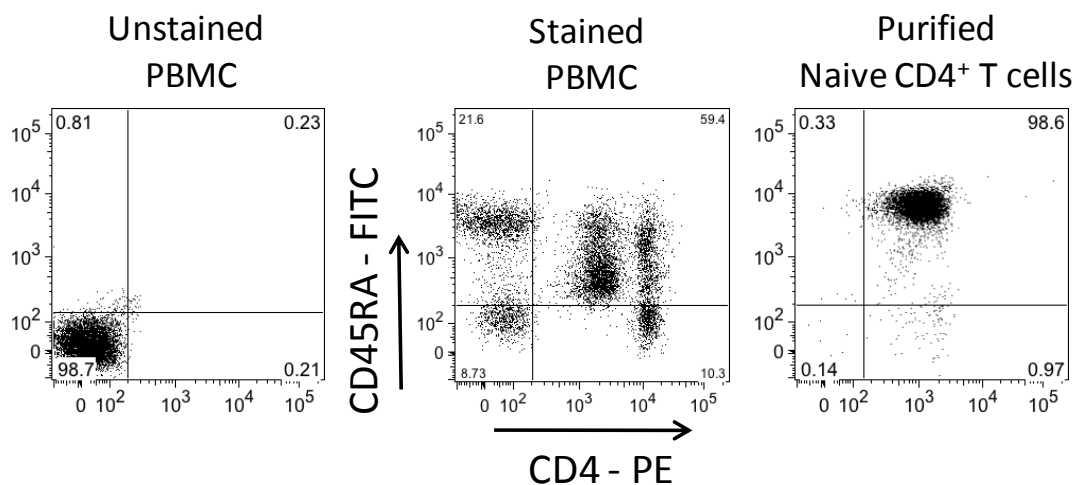 Unstained
PBMC
Stained
PBMC
Purified
Naive CD4⁺ T cells
0.81
0.23
98.7
0.21
10⁵
10⁴
10³
10²
0
0 10² 10³ 10⁴ 10⁵
CD45RA - FITC
21.6
59.4
8.73
10.3
10⁵
10⁴
10³
10²
0
0 10² 10³ 10⁴ 10⁵
CD4 - PE
0.33
98.6
0.14
0.97
10⁵
10⁴
10³
10²
0
0 10² 10³ 10⁴ 10⁵